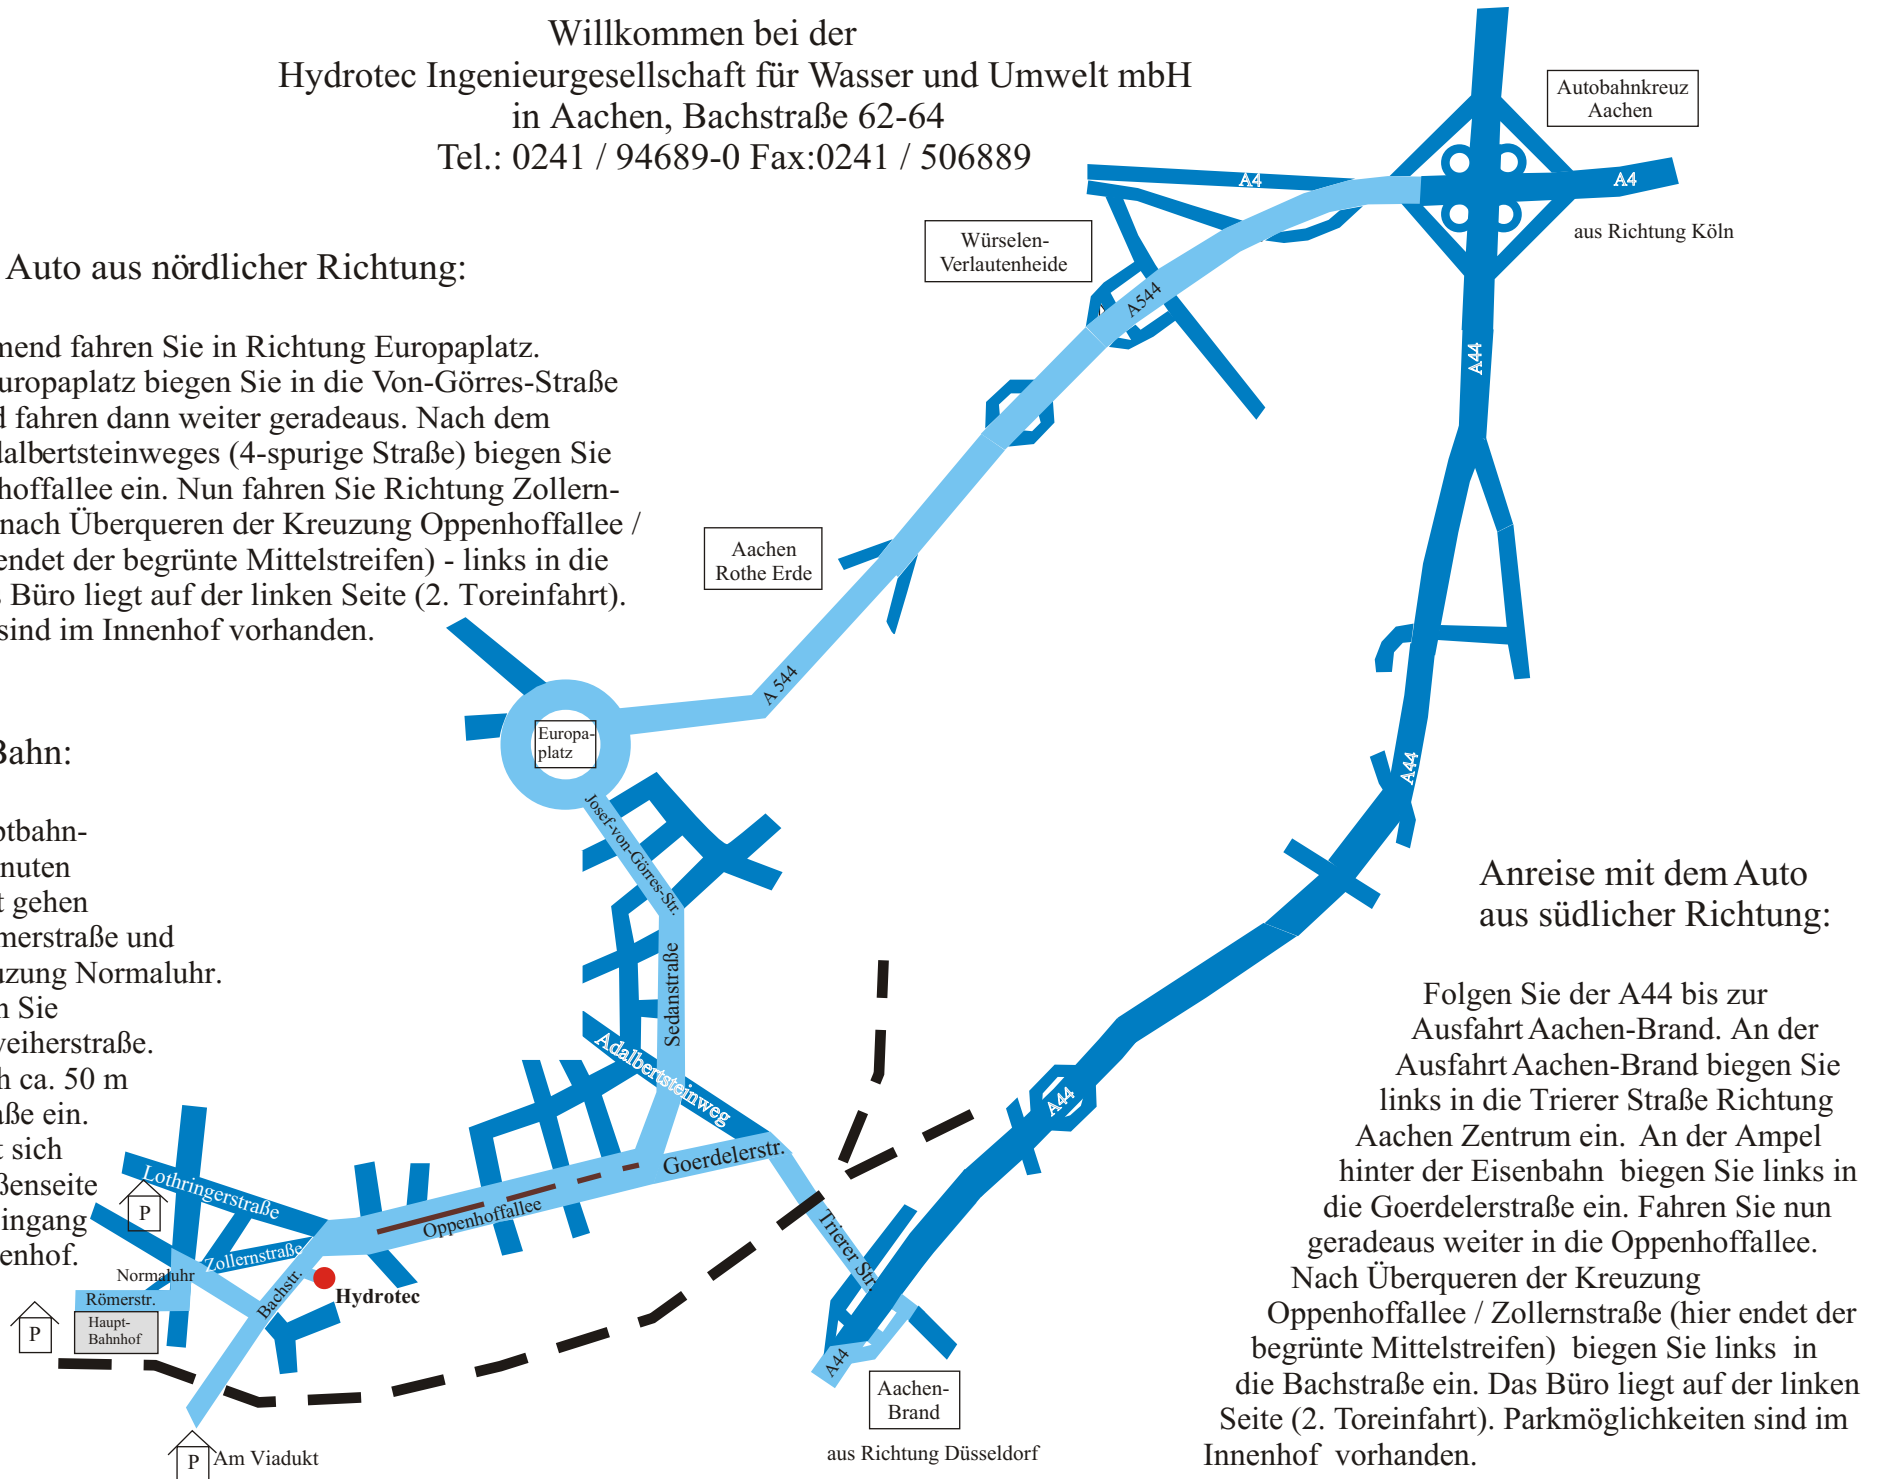 Willkommen bei der
Hydrotec Ingenieurgesellschaft für Wasser und Umwelt mbH
in Aachen, Bachstraße 62-64
Tel.: 0241 / 94689-0 Fax:0241 / 506889
Autobahnkreuz
Aachen
A4
A4
aus Richtung Köln
Würselen-
Verlautenheide
A544
A44
Auto aus nördlicher Richtung:
mend fahren Sie in Richtung Europaplatz.
uropaplatz biegen Sie in die Von-Görres-Straße
d fahren dann weiter geradeaus. Nach dem
dalbertsteinweges (4-spurige Straße) biegen Sie
hoffallee ein. Nun fahren Sie Richtung Zollern-
nach Überqueren der Kreuzung Oppenhoffallee /
endet der begrünte Mittelstreifen) - links in die
s Büro liegt auf der linken Seite (2. Toreinfahrt).
sind im Innenhof vorhanden.
Aachen
Rothe Erde
A 544
Europa-
platz
Josef-von-Görres-Str.
Sedanstraße
Adalbertsteinweg
Goerdelerstr.
Oppenhoffallee
Trierer Str.
A44
A44
A44
Bahn:
ptbahn-
nuten
t gehen
merstraße und
uzung Normaluhr.
n Sie
veiherstraße.
h ca. 50 m
aße ein.
t sich
ßenseite
ingang
enhof.
Lothringerstraße
P
Zollernstraße
Normaluhr
Römerstr.
Haupt-
Bahnhof
P
Bachstr.
Hydrotec
P
Am Viadukt
Aachen-
Brand
aus Richtung Düsseldorf
Anreise mit dem Auto
aus südlicher Richtung:
Folgen Sie der A44 bis zur
Ausfahrt Aachen-Brand. An der
Ausfahrt Aachen-Brand biegen Sie
links in die Trierer Straße Richtung
Aachen Zentrum ein. An der Ampel
hinter der Eisenbahn biegen Sie links in
die Goerdelerstraße ein. Fahren Sie nun
geradeaus weiter in die Oppenhoffallee.
Nach Überqueren der Kreuzung
Oppenhoffallee / Zollernstraße (hier endet der
begrünte Mittelstreifen) biegen Sie links in
die Bachstraße ein. Das Büro liegt auf der linken
Seite (2. Toreinfahrt). Parkmöglichkeiten sind im
Innenhof vorhanden.